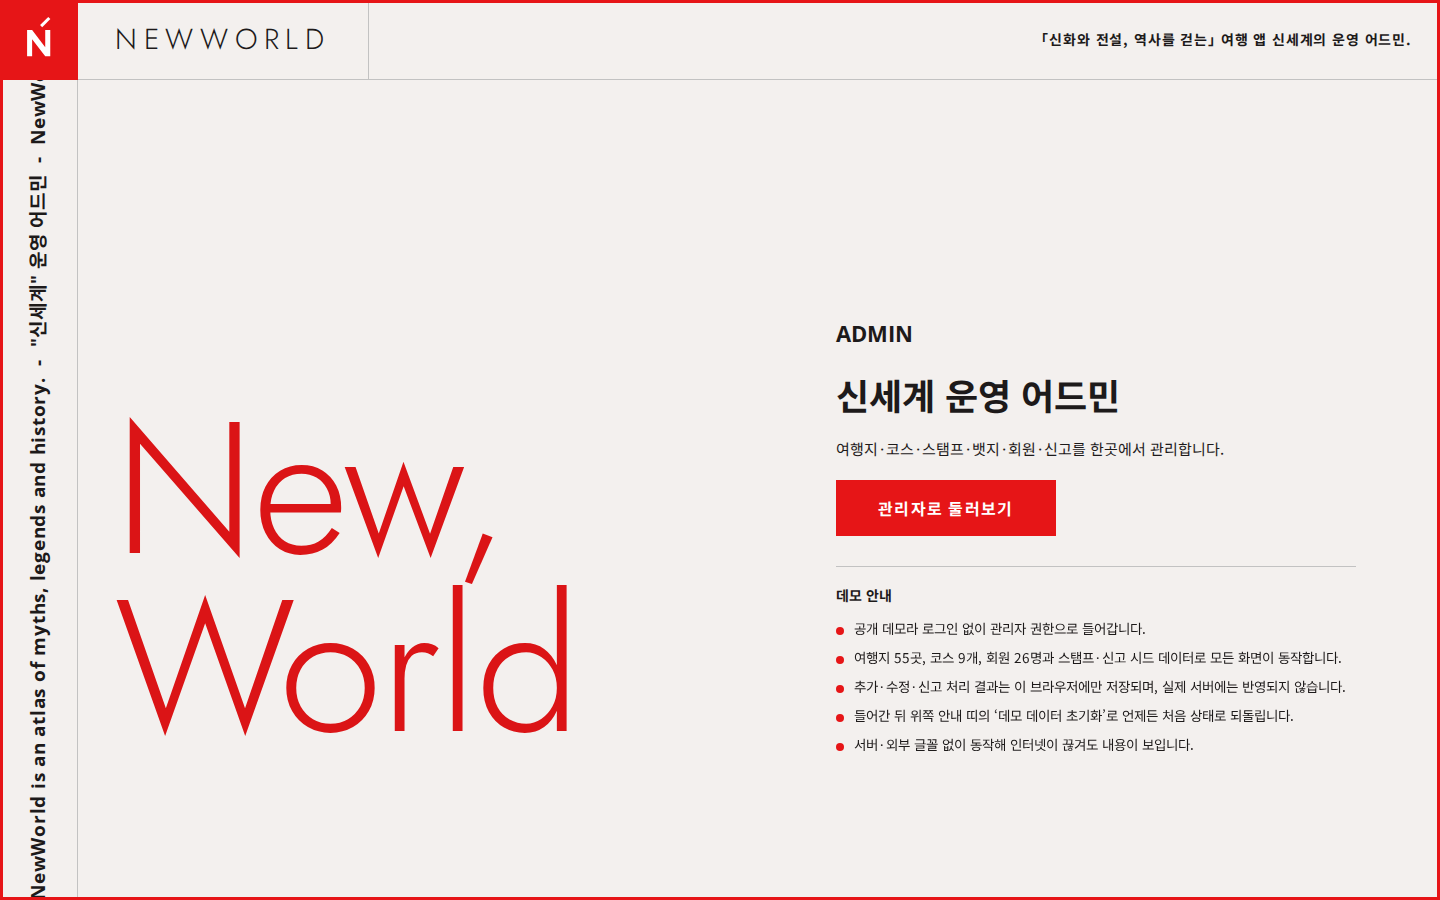 Ń
NEWWORLD
「신화와 전설, 역사를 걷는」 여행 앱 신세계의 운영 어드민.
NewWorld is an atlas of myths, legends and history. - "신세계" 운영 어드민 - NewWo
New,
World
ADMIN
신세계 운영 어드민
여행지·코스·스탬프·뱃지·회원·신고를 한곳에서 관리합니다.
관리자로 둘러보기
데모 안내
공개 데모라 로그인 없이 관리자 권한으로 들어갑니다.
여행지 55곳, 코스 9개, 회원 26명과 스탬프·신고 시드 데이터로 모든 화면이 동작합니다.
추가·수정·신고 처리 결과는 이 브라우저에만 저장되며, 실제 서버에는 반영되지 않습니다.
들어간 뒤 위쪽 안내 띠의 ‘데모 데이터 초기화’로 언제든 처음 상태로 되돌립니다.
서버·외부 글꼴 없이 동작해 인터넷이 끊겨도 내용이 보입니다.